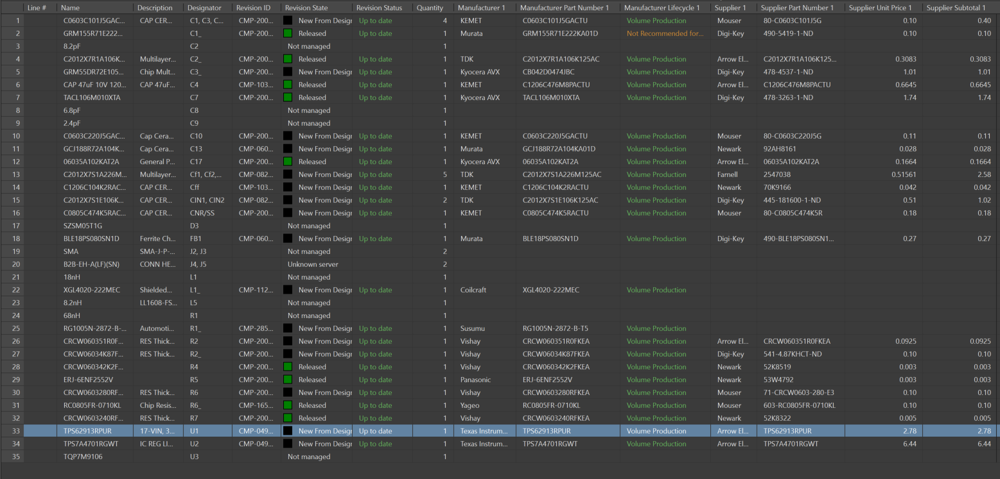 Line # Name Description Designator Revision ID Revision State Revision Status Quantity Manufacturer 1 Manufacturer Part Number 1 Manufacturer Lifecycle 1 Supplier 1 Supplier Part Number 1 Supplier Unit Price 1 Supplier Subtotal 1
1 C0603C101J5GAC... CAP CER... C1, C3, C... CMP-200... New From Desigr Up to date 4 KEMET C0603C101J5GACTU Volume Production Mouser 80-C0603C101J5G 0.10 0.40
2 GRM155R71E222... C1_ CMP-200... Released Up to date 1 Murata GRM155R71E222KA01D Not Recommended for... Digi-Key 490-5419-1-ND 0.10 0.10
3 8.2pF C2 Not managed 1
4 C2012X7R1A106K... Multilayer... C2_ CMP-200... Released Up to date 1 TDK C2012X7R1A106K125AC Volume Production Arrow El... C2012X7R1A106K125... 0.3083 0.3083
5 GRM55DR72E105... Chip Mult... C3_ CMP-200... New From Desigr Up to date 1 Kyocera AVX CB042D0474JBC Volume Production Digi-Key 478-4537-1-ND 1.01 1.01
6 CAP 47uF 10V 120... CAP 47uF... C4 CMP-103... Released Up to date 1 KEMET C1206C476M8PACTU Volume Production Arrow El... C1206C476M8PACTU 0.6645 0.6645
7 TACL106M010XTA C7 CMP-200... Released Up to date 1 Kyocera AVX TACL106M010XTA Volume Production Digi-Key 478-3263-1-ND 1.74 1.74
8 6.8pF C8 Not managed 1
9 2.4pF C9 Not managed 1
10 C0603C220J5GAC... Cap Cera... C10 CMP-200... New From Desigr Up to date 1 KEMET C0603C220J5GACTU Volume Production Mouser 80-C0603C220J5G 0.11 0.11
11 GCJ188R72A104K... Cap Cera... C13 CMP-060... New From Desigr Up to date 1 Murata GCJ188R72A104KA01D Volume Production Newark 92AH8161 0.028 0.028
12 06035A102KAT2A General P... C17 CMP-200... Released Up to date 1 Kyocera AVX 06035A102KAT2A Volume Production Arrow El... 06035A102KAT2A 0.1664 0.1664
13 C2012X7S1A226M... Multilayer... Cf1, Cf2,... CMP-082... New From Desigr Up to date 5 TDK C2012X7S1A226M125AC Volume Production Farnell 2547038 0.51561 2.58
14 C1206C104K2RAC... CAP CER... Cff CMP-103... New From Desigr Up to date 1 KEMET C1206C104K2RACTU Volume Production Newark 70K9166 0.042 0.042
15 C2012X7S1E106K... CAP CER... CIN1, CIN2 CMP-082... New From Desigr Up to date 2 TDK C2012X7S1E106K125AC Volume Production Digi-Key 445-181600-1-ND 0.51 1.02
16 C0805C474K5RAC... CAP CER... CNR/SS CMP-200... New From Desigr Up to date 1 KEMET C0805C474K5RACTU Volume Production Mouser 80-C0805C474K5R 0.18 0.18
17 SZSM05T1G D3 Not managed 1
18 BLE18PS080SN1D Ferrite Ch... FB1 CMP-060... New From Desigr Up to date 1 Murata BLE18PS080SN1D Volume Production Digi-Key 490-BLE18PS080SN1... 0.27 0.27
19 SMA SMA-J-P-... J2, J3 Not managed 2
20 B2B-EH-A(LF)(SN) CONN HE... J4, J5 Unknown server 2
21 18nH L1 Not managed 1
22 XGL4020-222MEC Shielded... L1_ CMP-112... New From Desigr Up to date 1 Coilcraft XGL4020-222MEC Volume Production
23 8.2nH LL1608-FS... L5 Not managed 1
24 68nH R1 Not managed 1
25 RG1005N-2872-B-... Automoti... R1_ CMP-285... New From Desigr Up to date 1 Susumu RG1005N-2872-B-T5 Volume Production
26 CRCW060351R0F... RES Thick... R2 CMP-200... New From Desigr Up to date 1 Vishay CRCW060351R0FKEA Volume Production Arrow El... CRCW060351R0FKEA 0.0925 0.0925
27 CRCW06034K87F... RES Thick... R2_ CMP-200... New From Desigr Up to date 1 Vishay CRCW06034K87FKEA Volume Production Digi-Key 541-4.87KHCT-ND 0.10 0.10
28 CRCW060342K2F... R4 CMP-200... Released Up to date 1 Vishay CRCW060342K2FKEA Volume Production Newark 52K8519 0.003 0.003
29 ERJ-6ENF2552V R5 CMP-200... Released Up to date 1 Panasonic ERJ-6ENF2552V Volume Production Newark 53W4792 0.003 0.003
30 CRCW0603280RF... RES Thick... R6 CMP-200... New From Desigr Up to date 1 Vishay CRCW0603280RFKEA Volume Production Mouser 71-CRCW0603-280-E3 0.10 0.10
31 RC0805FR-0710KL Chip Resis... R6_ CMP-165... Released Up to date 1 Yageo RC0805FR-0710KL Volume Production Mouser 603-RC0805FR-0710KL 0.10 0.10
32 CRCW0603240RF... R7 CMP-200... Released Up to date 1 Vishay CRCW0603240RFKEA Volume Production Newark 52K8322 0.005 0.005
33 TPS62913RPUR 17-VIN, 3... U1 CMP-049... New From Desigr Up to date 1 Texas Instrum... TPS62913RPUR Volume Production Arrow El... TPS62913RPUR 2.78 2.78
34 TPS7A4701RGWT IC REG LI... U2 CMP-049... New From Desigr Up to date 1 Texas Instrum... TPS7A4701RGWT Volume Production Arrow El... TPS7A4701RGWT 6.44 6.44
35 TQP7M9106 U3 Not managed 1